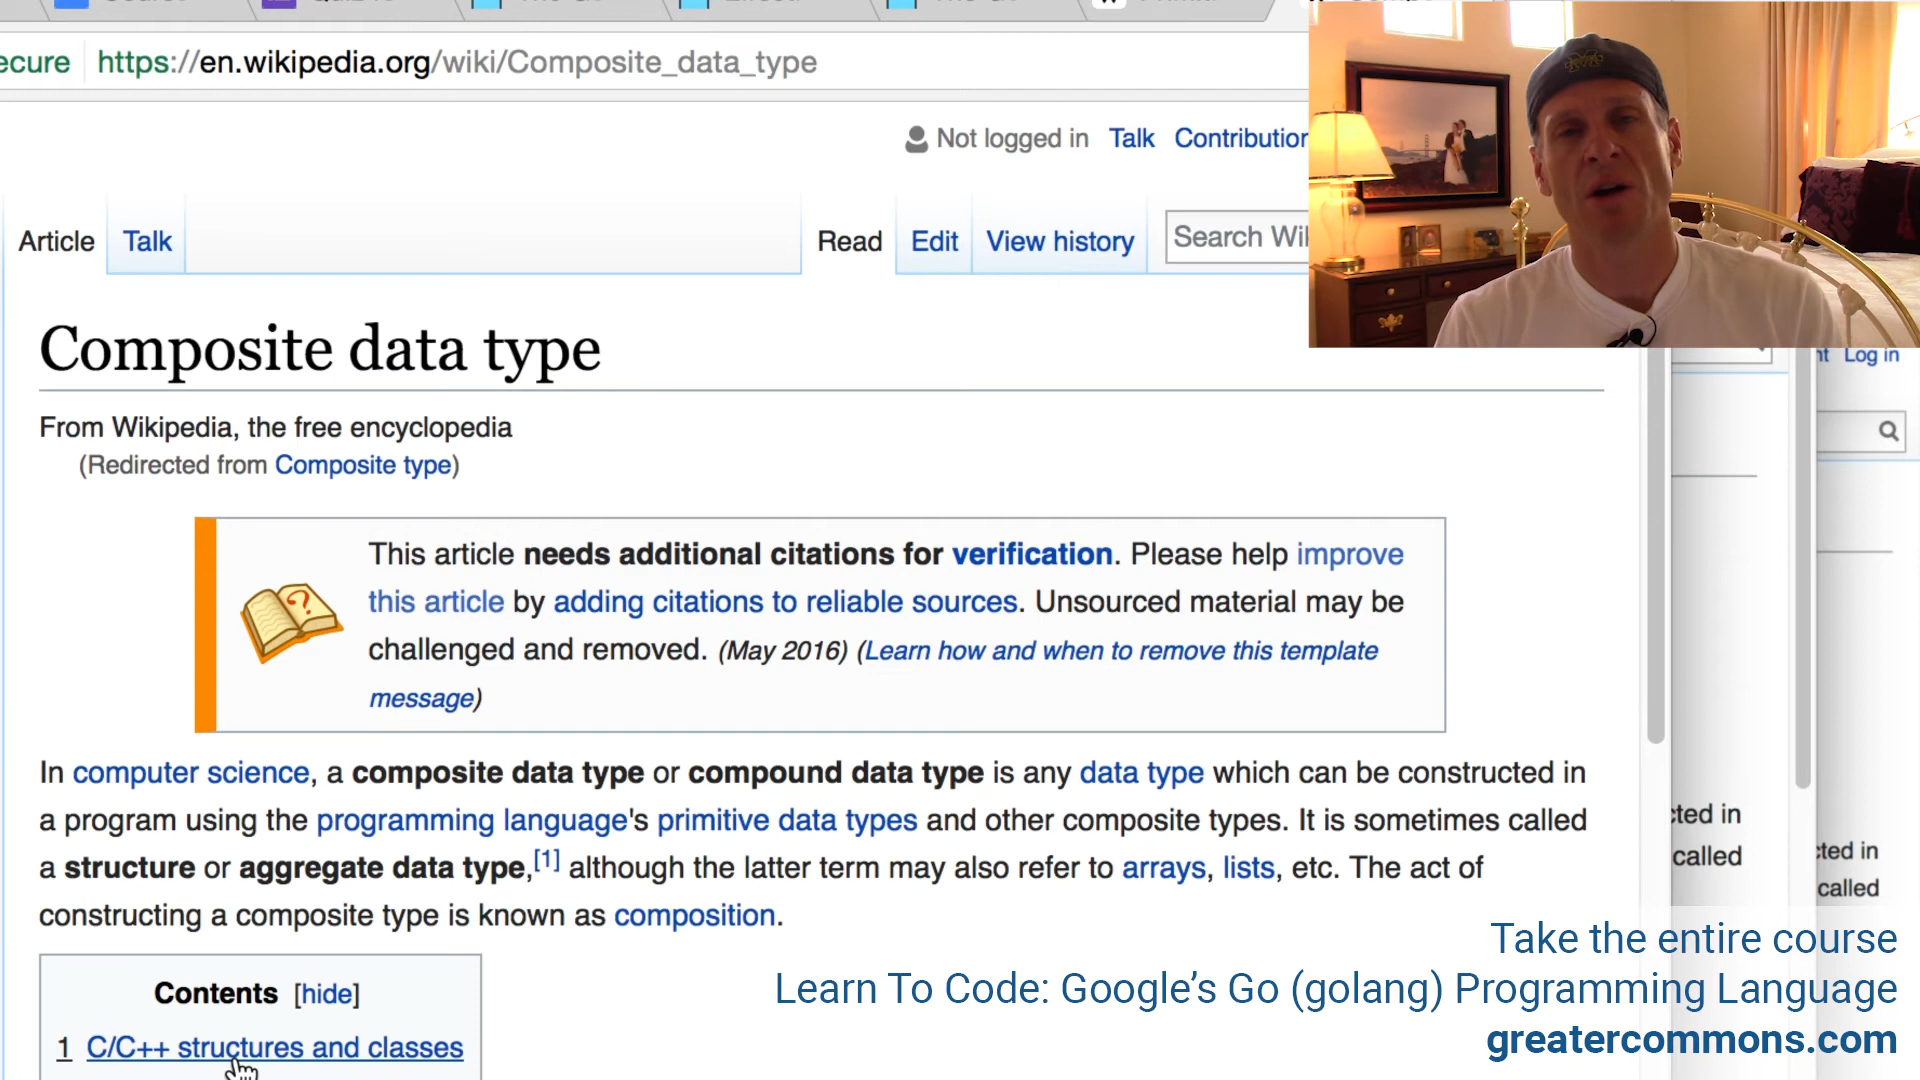 ecure https://en.wikipedia.org/wiki/Composite_data_type
Not logged in Talk Contribution
Article Talk Read Edit View history Search Wi
Log in
Composite data type
From Wikipedia, the free encyclopedia
(Redirected from Composite type)
This article needs additional citations for verification. Please help improve
this article by adding citations to reliable sources. Unsourced material may be
challenged and removed. (May 2016) (Learn how and when to remove this template
message)
In computer science, a composite data type or compound data type is any data type which can be constructed in
a program using the programming language's primitive data types and other composite types. It is sometimes called
a structure or aggregate data type,[1] although the latter term may also refer to arrays, lists, etc. The act of
constructing a composite type is known as composition.
cted in
called
cted in
called
Contents [hide]
1 C/C++ structures and classes
Take the entire course
Learn To Code: Google’s Go (golang) Programming Language
greatercommons.com